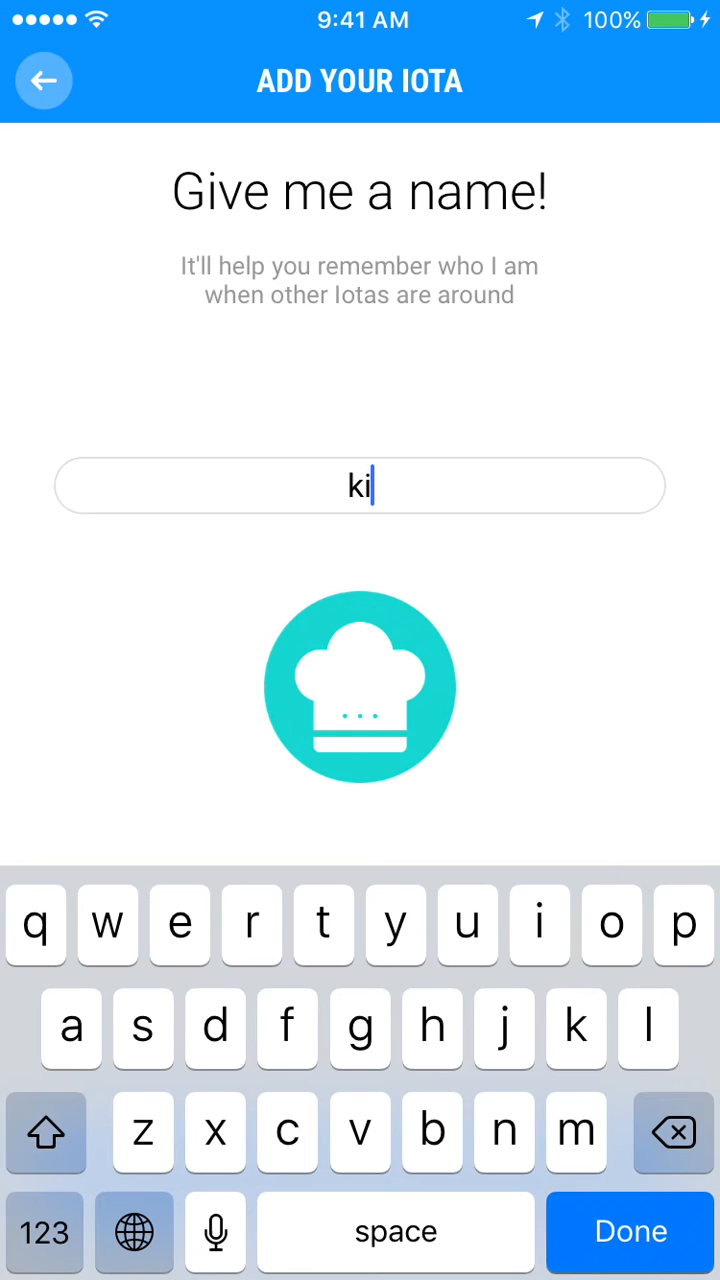 9:41 AM
100%
ADD YOUR IOTA
Give me a name!
It'll help you remember who I am
when other Iotas are around
ki
q w e r t y u i o p
a s d f g h j k l
z x c v b n m
123 space Done